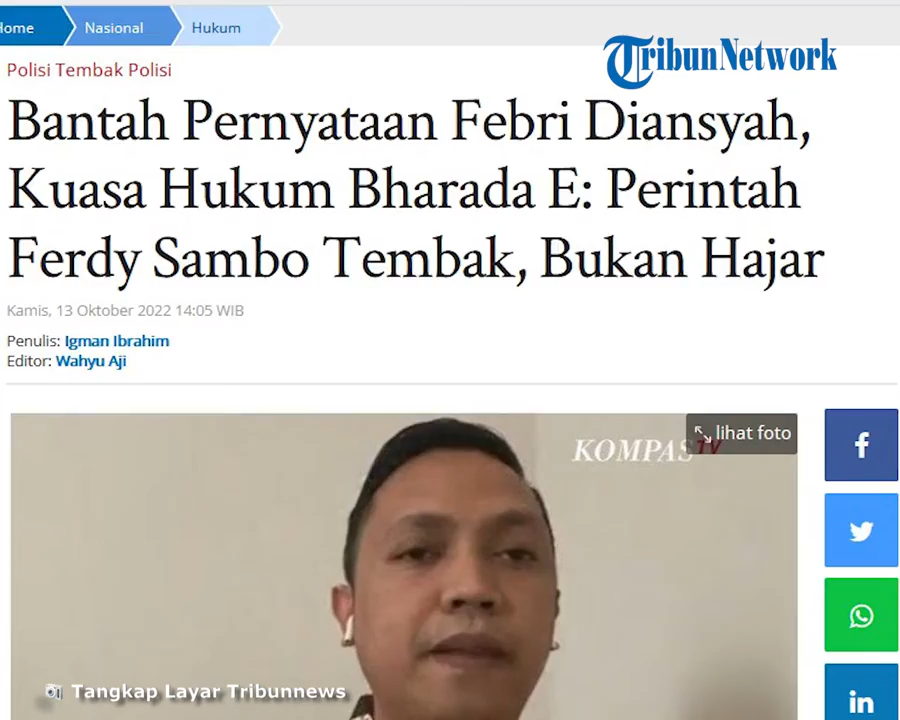 Home
Nasional
Hukum
TribunNetwork
Polisi Tembak Polisi
Bantah Pernyataan Febri Diansyah,
Kuasa Hukum Bharada E: Perintah
Ferdy Sambo Tembak, Bukan Hajar
Kamis, 13 Oktober 2022 14:05 WIB
Penulis: Igman Ibrahim
Editor: Wahyu Aji
lihat foto
KOMPASTV
f
in
Tangkap Layar Tribunnews